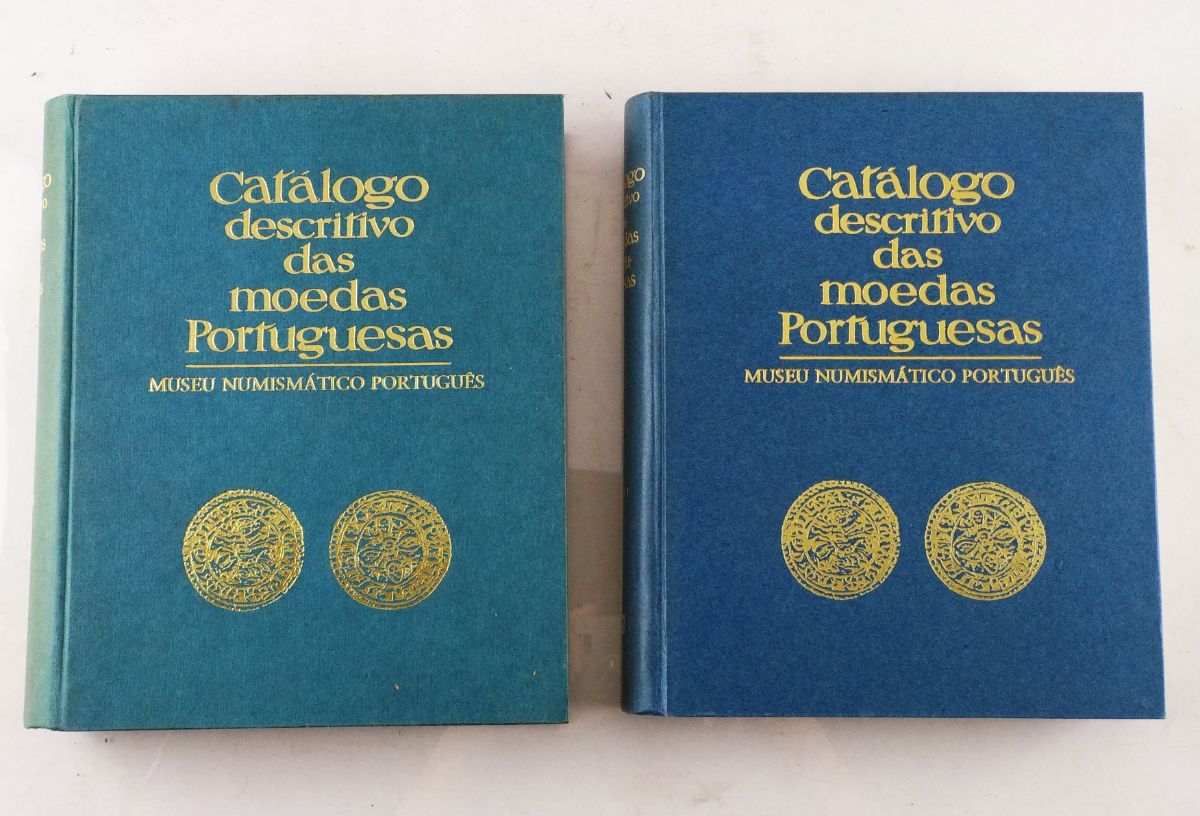 Catálogo
descritivo
das
moedas
Portuguesas
MUSEU NUMISMÁTICO PORTUGUÊS
Catálogo
descritivo
das
moedas
Portuguesas
MUSEU NUMISMÁTICO PORTUGUÊS